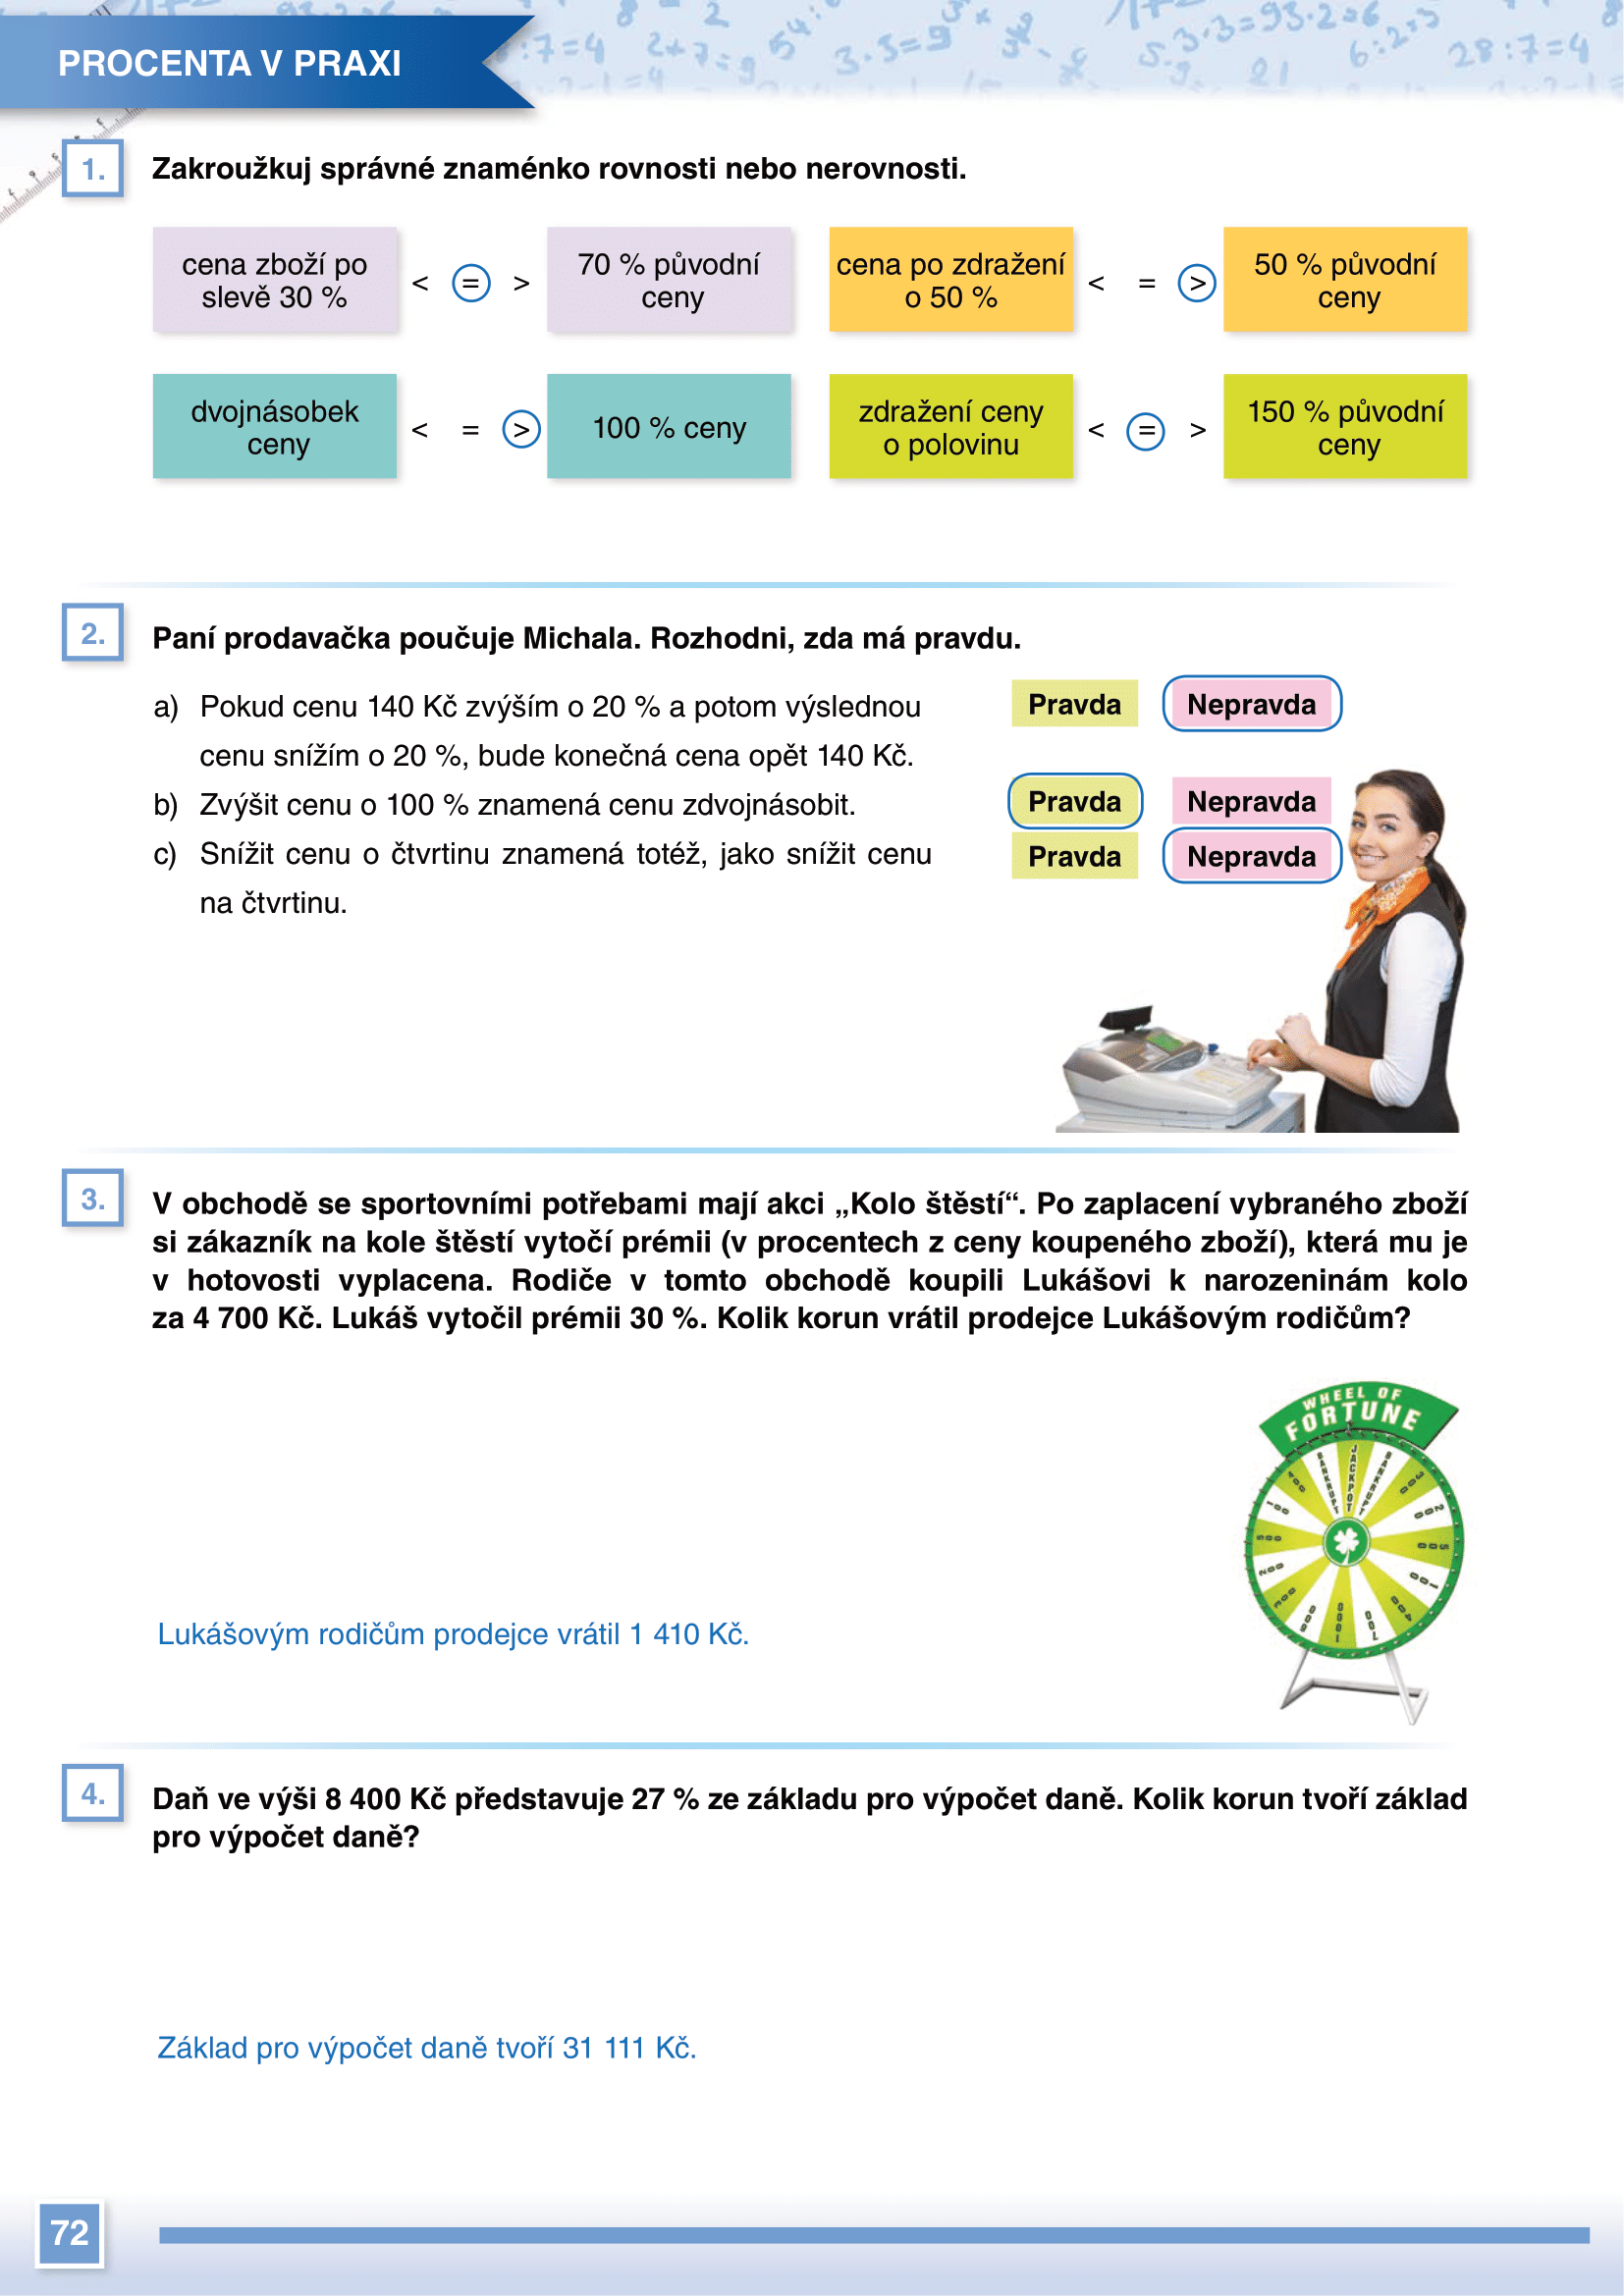 PROCENTA V PRAXI
1. Zakroužkuj správné znaménko rovnosti nebo nerovnosti.
cena zboží po
slevě 30 %
< = >
70 % původní
ceny
cena po zdražení
o 50 %
< = >
50 % původní
ceny
dvojnásobek
ceny
< = >
100 % ceny
zdražení ceny
o polovinu
< = >
150 % původní
ceny
2. Paní prodavačka poučuje Michala. Rozhodni, zda má pravdu.
a) Pokud cenu 140 Kč zvýším o 20 % a potom výslednou
cenu snížím o 20 %, bude konečná cena opět 140 Kč.
Pravda Nepravda
b) Zvýšit cenu o 100 % znamená cenu zdvojnásobit.
Pravda Nepravda
c) Snížit cenu o čtvrtinu znamená totéž, jako snížit cenu
na čtvrtinu.
Pravda Nepravda
3. V obchodě se sportovními potřebami mají akci „Kolo štěstí“. Po zaplacení vybraného zboží
si zákazník na kole štěstí vytočí prémii (v procentech z ceny koupeného zboží), která mu je
v hotovosti vyplacena. Rodiče v tomto obchodě koupili Lukášovi k narozeninám kolo
za 4 700 Kč. Lukáš vytočil prémii 30 %. Kolik korun vrátil prodejce Lukášovým rodičům?
WHEEL OF
FORTUNE
JACKPOT
BANKRUPT
300
200
500
100
400
1000
BANKRUPT
Lukášovým rodičům prodejce vrátil 1 410 Kč.
4. Daň ve výši 8 400 Kč představuje 27 % ze základu pro výpočet daně. Kolik korun tvoří základ
pro výpočet daně?
Základ pro výpočet daně tvoří 31 111 Kč.
72